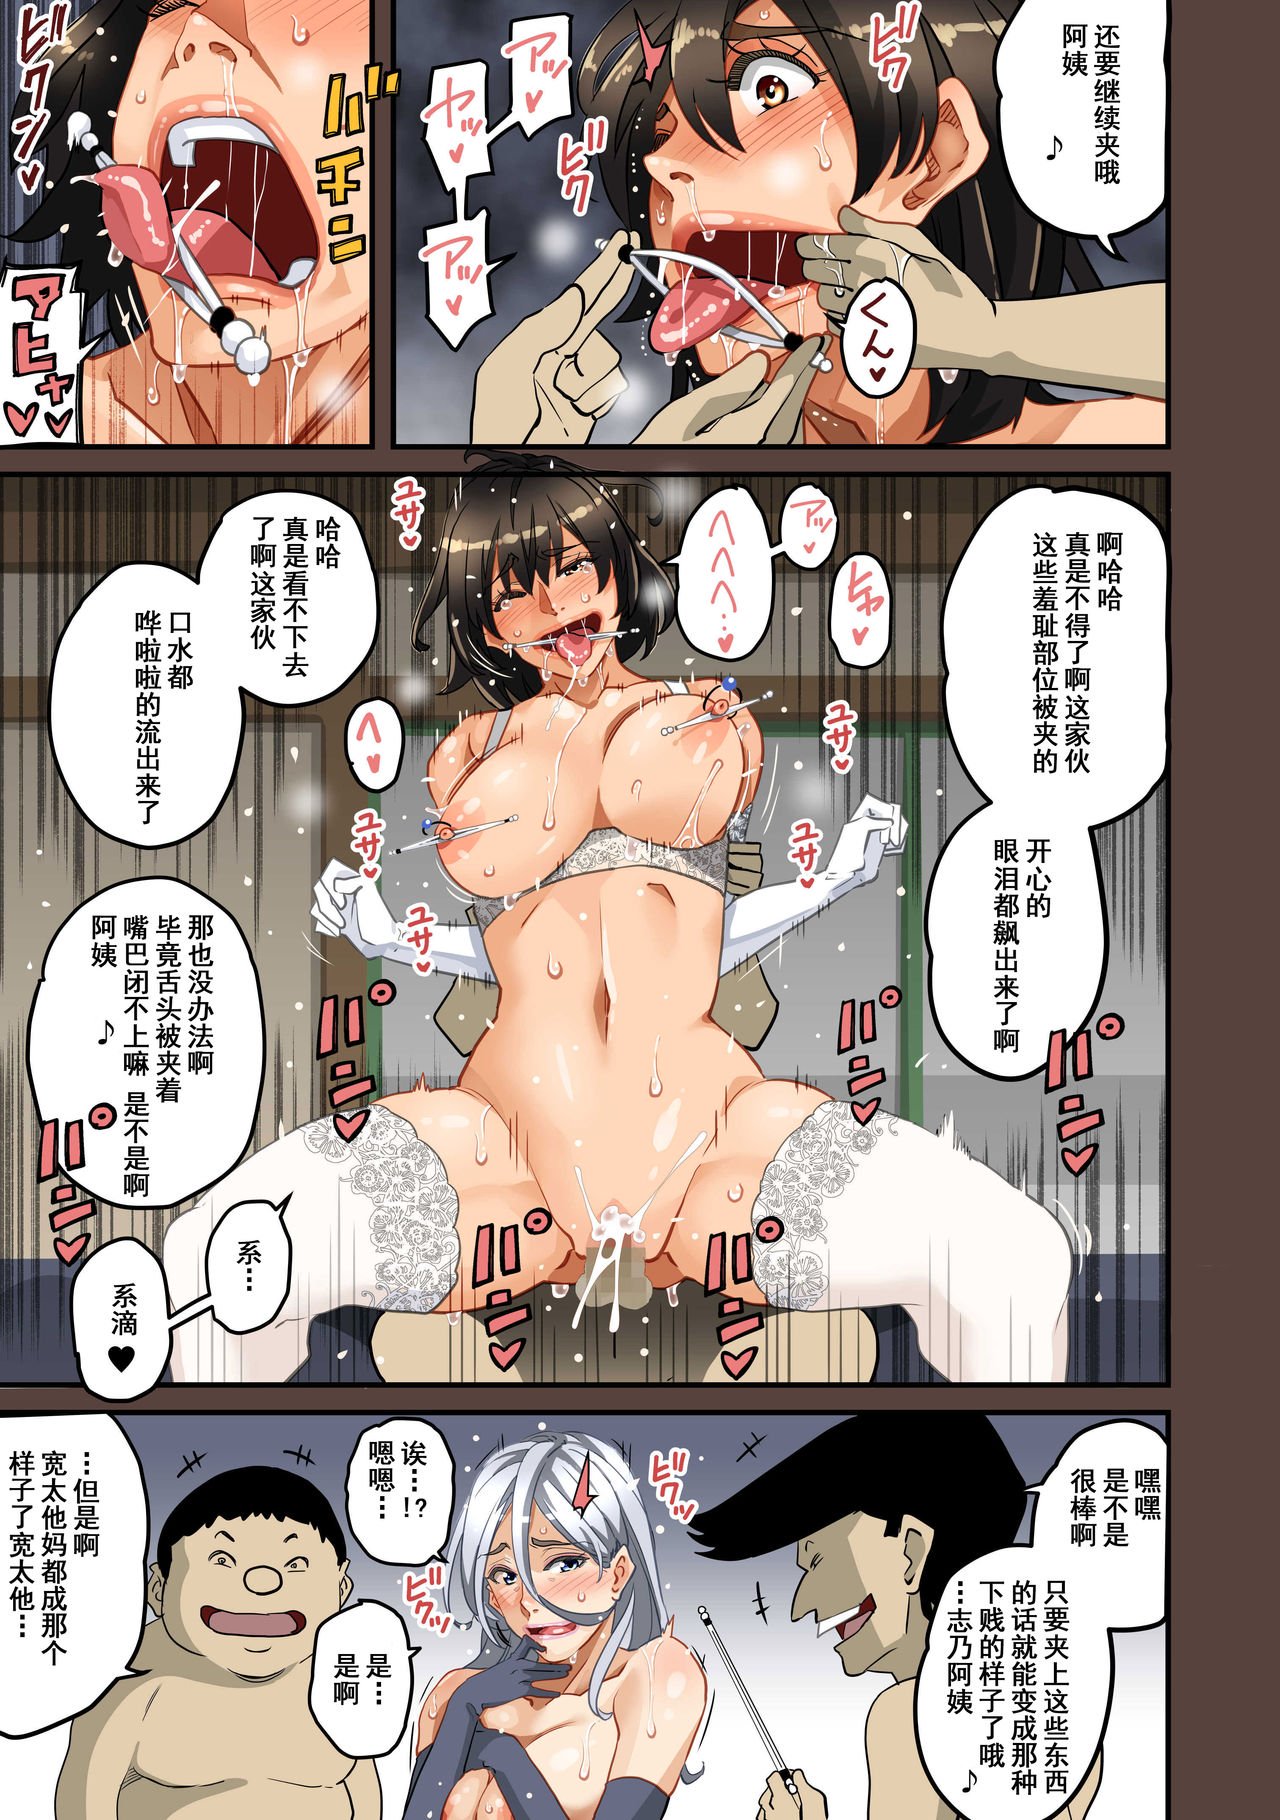 还要继续夹哦
阿姨
♪
アッ♥
ヤッ♥
アッ♥
ビクッ
ビクッ
くん♥
ビクン♥
バチン
アヒャ♥♥
啊哈哈
真是不得了啊这家伙
这些羞耻部位被夹的
开心的
眼泪都飙出来了啊
アッ♥
へへへ…♥
ヒャ♥
へ♥
哈哈
真是看不下去
了啊这家伙
口水都
哗啦啦的流出来了
那也没办法啊
毕竟舌头被夹着
嘴巴闭不上嘛 是不是啊
阿姨
♪
ユサ♥
ユサ♥
ユサ♥
ユサ♥
ユサ♥
パン♥
パン♥
パン♥
パン♥
パン♥
パン♥
系…
系滴
♥
嘿嘿
是不是
很棒啊
只要夹上这些东西
的话就能变成那种
下贱的样子了哦
…志乃阿姨
♪
诶…!?
嗯嗯…
ビクッ
ビクッ
是…
是啊
…但是啊
宽太他妈都成那个
样子了宽太他…